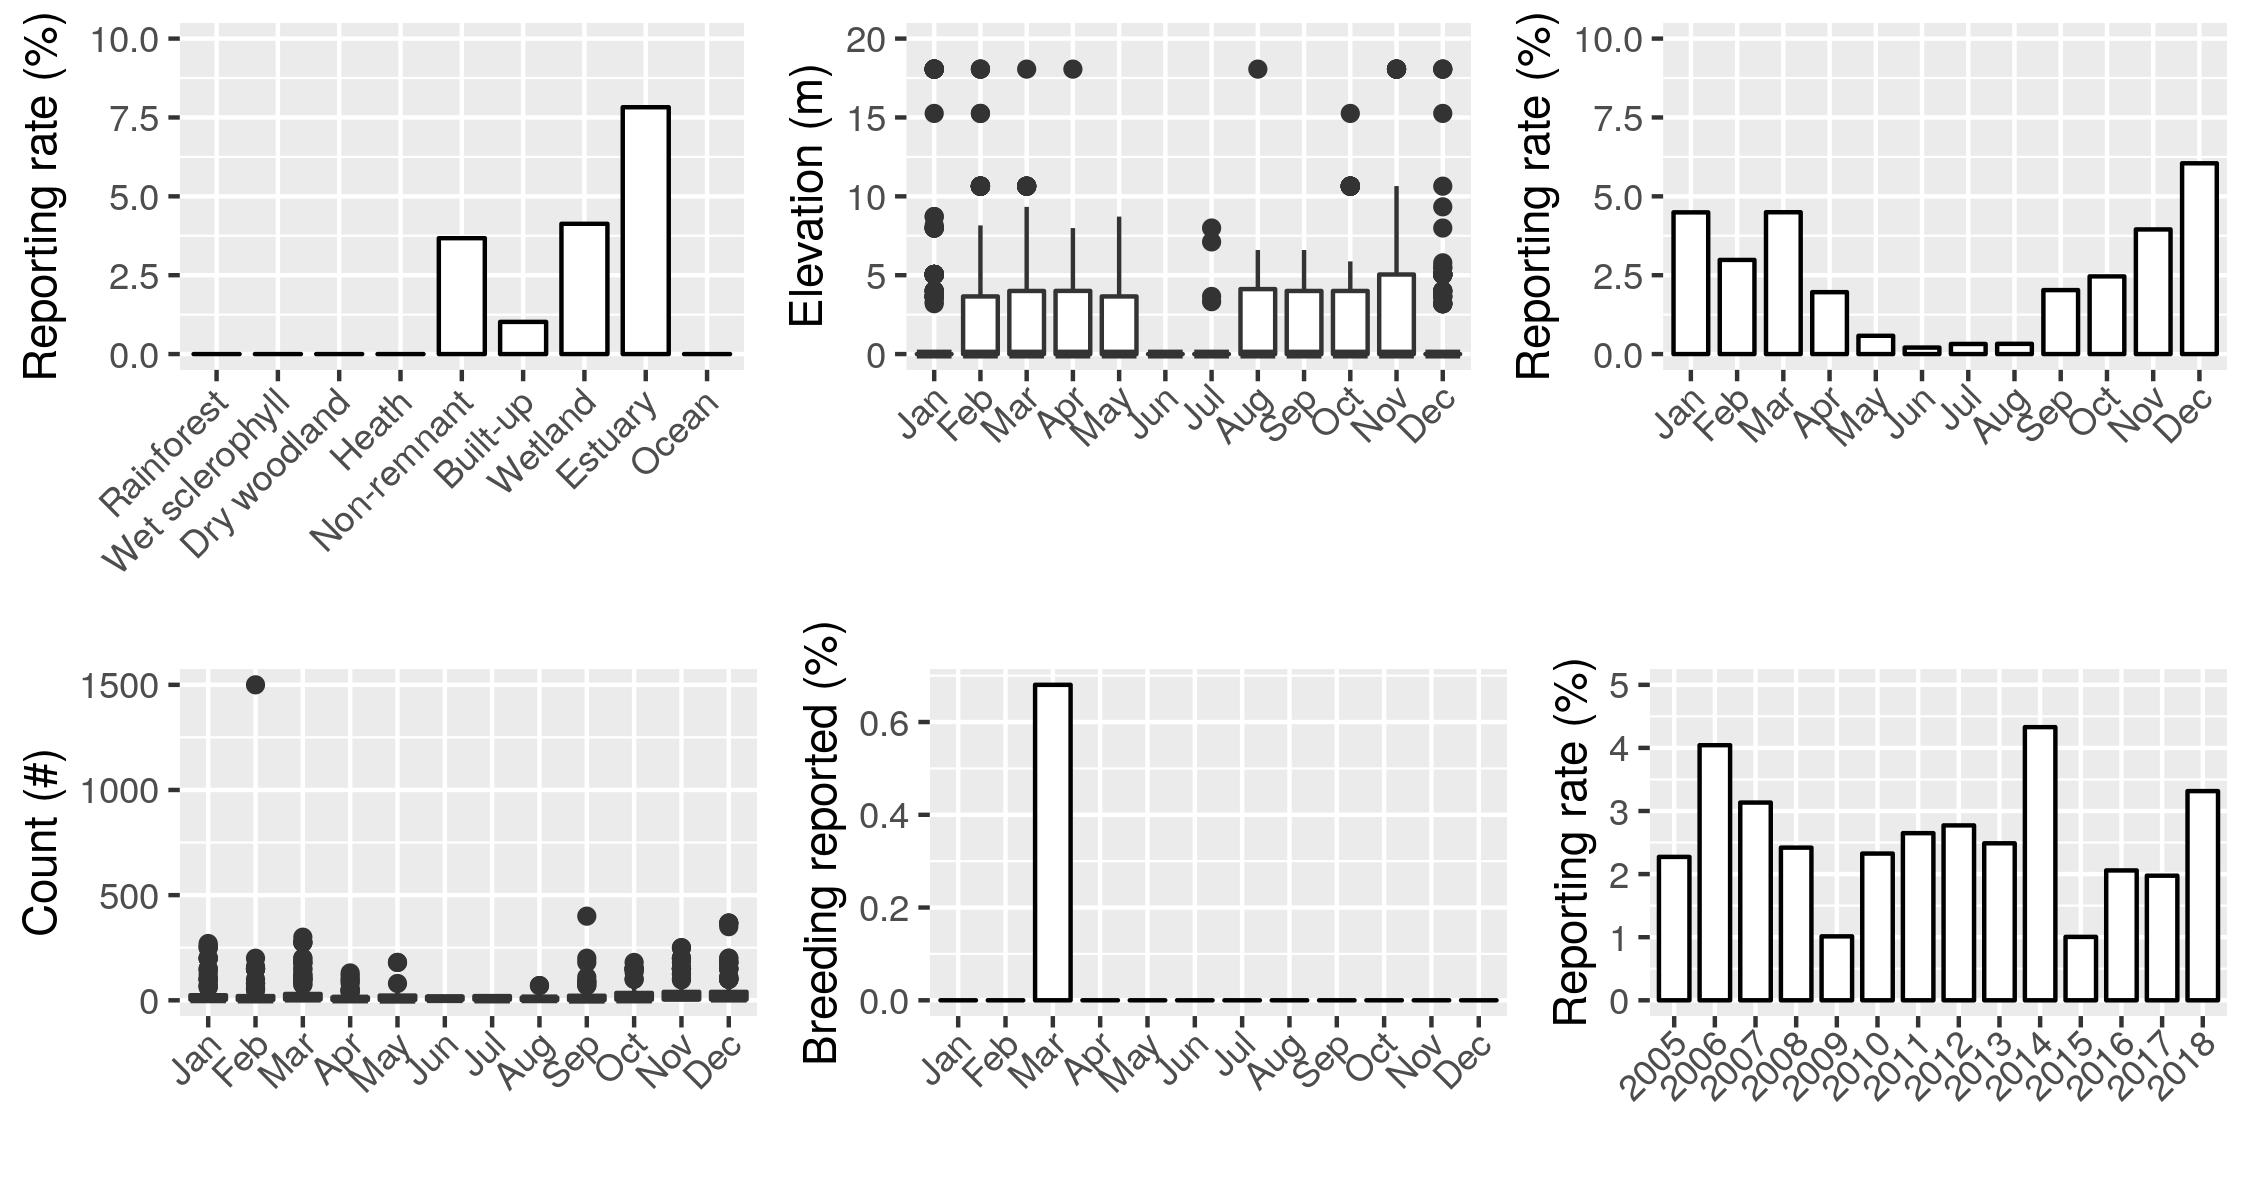 Reporting rate (%)
10.0
7.5
5.0
2.5
0.0
Rainforest
Wet sclerophyll
Dry woodland
Heath
Non-remnant
Built-up
Wetland
Estuary
Ocean
Elevation (m)
20
15
10
5
0
Jan
Feb
Mar
Apr
May
Jun
Jul
Aug
Sep
Oct
Nov
Dec
Reporting rate (%)
10.0
7.5
5.0
2.5
0.0
Jan
Feb
Mar
Apr
May
Jun
Jul
Aug
Sep
Oct
Nov
Dec
Count (#)
1500
1000
500
0
Jan
Feb
Mar
Apr
May
Jun
Jul
Aug
Sep
Oct
Nov
Dec
Breeding reported (%)
0.6
0.4
0.2
0.0
Jan
Feb
Mar
Apr
May
Jun
Jul
Aug
Sep
Oct
Nov
Dec
Reporting rate (%)
5
4
3
2
1
0
2005
2006
2007
2008
2009
2010
2011
2012
2013
2014
2015
2016
2017
2018